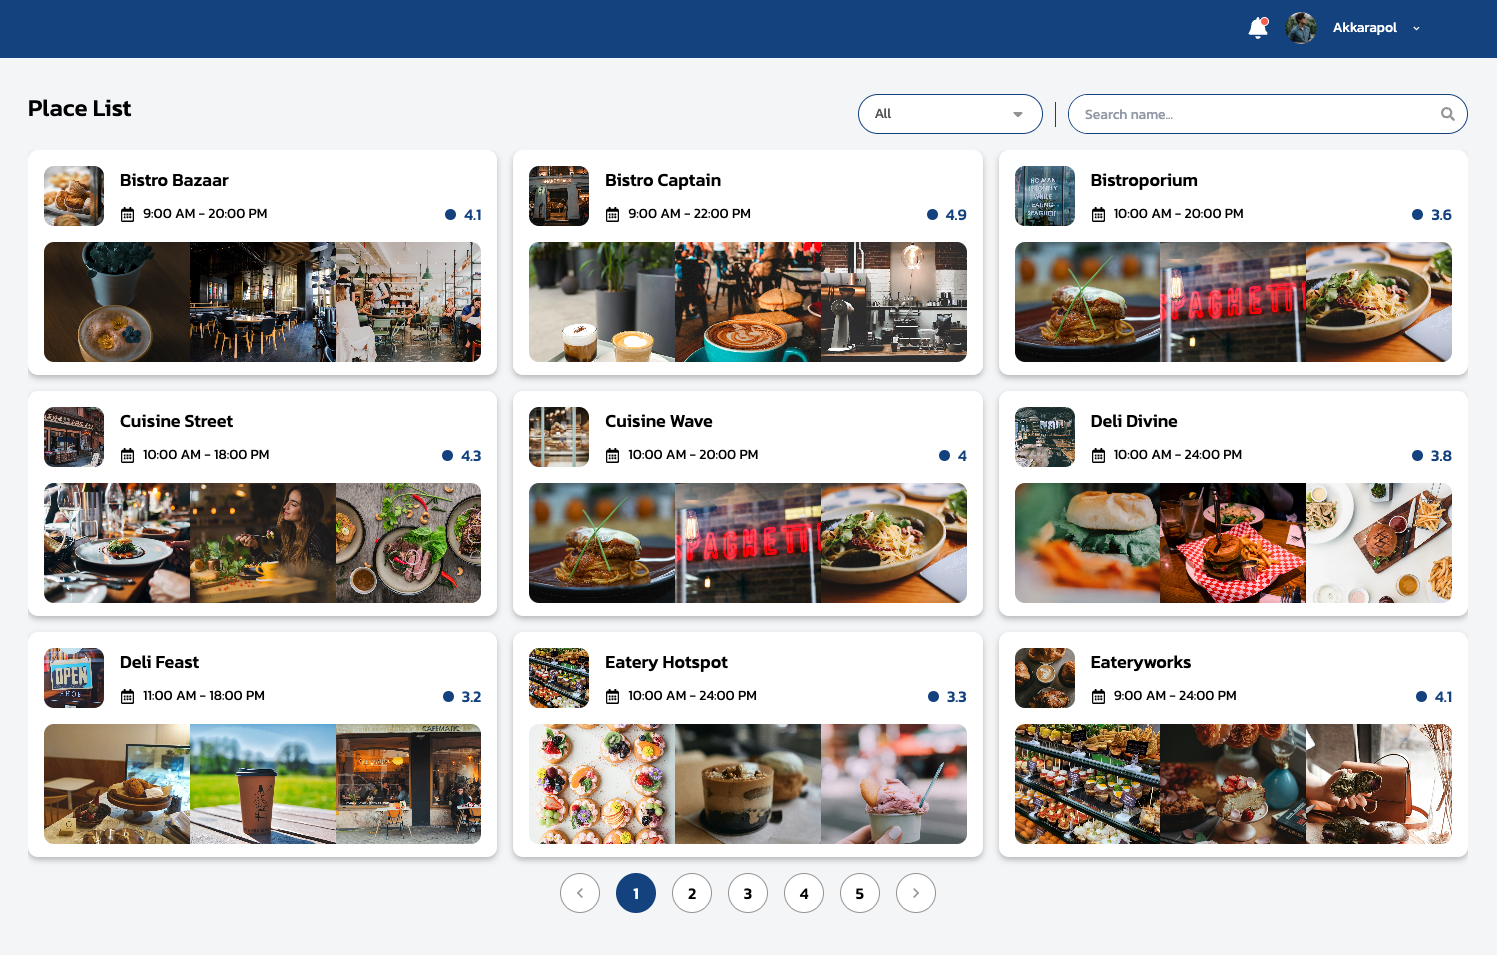 Akkarapol
Place List
All
Search name...
Bistro Bazaar
9:00 AM - 20:00 PM
4.1
Bistro Captain
9:00 AM - 22:00 PM
4.9
Bistroporium
10:00 AM - 20:00 PM
3.6
SPAGHETTI
Cuisine Street
10:00 AM - 18:00 PM
4.3
Cuisine Wave
10:00 AM - 20:00 PM
4
SPAGHETTI
Deli Divine
10:00 AM - 24:00 PM
3.8
Deli Feast
OPEN
11:00 AM - 18:00 PM
3.2
Eatery Hotspot
10:00 AM - 24:00 PM
3.3
Eateryworks
9:00 AM - 24:00 PM
4.1
1
2
3
4
5